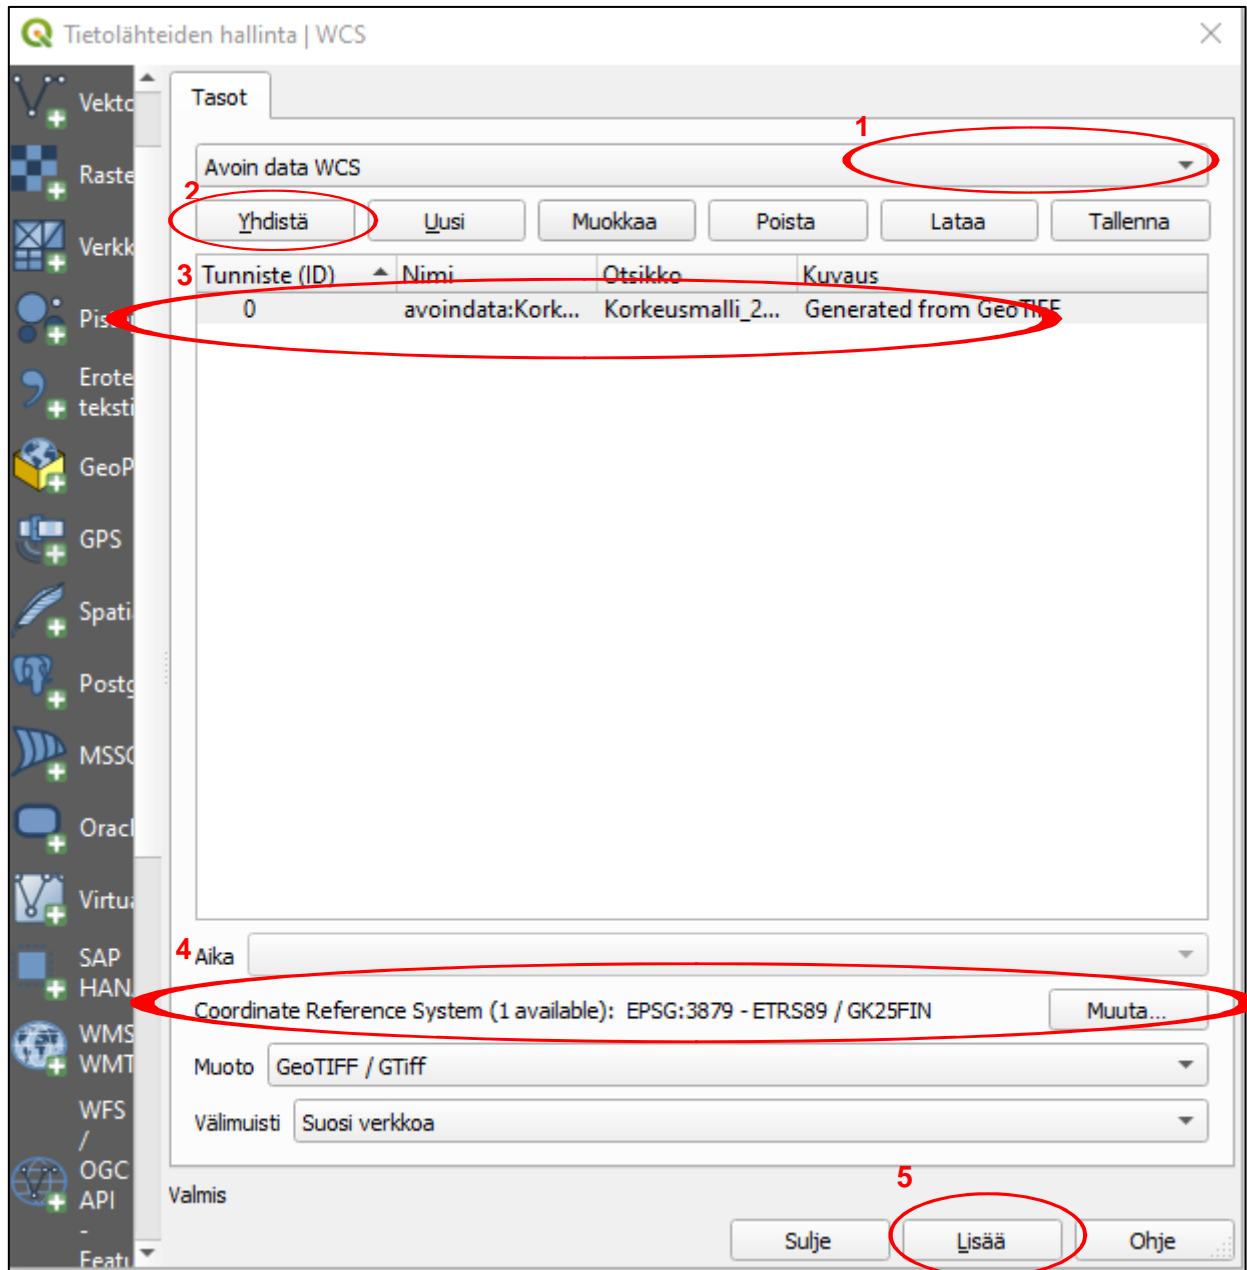 Tietolähteiden hallinta | WCS
Vekto
Tasot
1
Avoin data WCS
Raste
2
Yhdistä Uusi Muokkaa Poista Lataa Tallenna
Verkk
3 Tunniste (ID) Nimi Otsikko Kuvaus
0 avoindata:Kork... Korkeusmalli_2... Generated from GeoTIFF
Erote
teksti
GeoP
GPS
Spati
Postg
MSSQ
Oracl
Virtua
SAP
HAN
4 Aika
Coordinate Reference System (1 available): EPSG:3879 - ETRS89 / GK25FIN Muuta...
WMS
WMT
Muoto GeoTIFF / GTiff
WFS
/
OGC
API
-
Featu
Välimuisti Suosi verkkoa
5
Valmis
Sulje Lisää Ohje